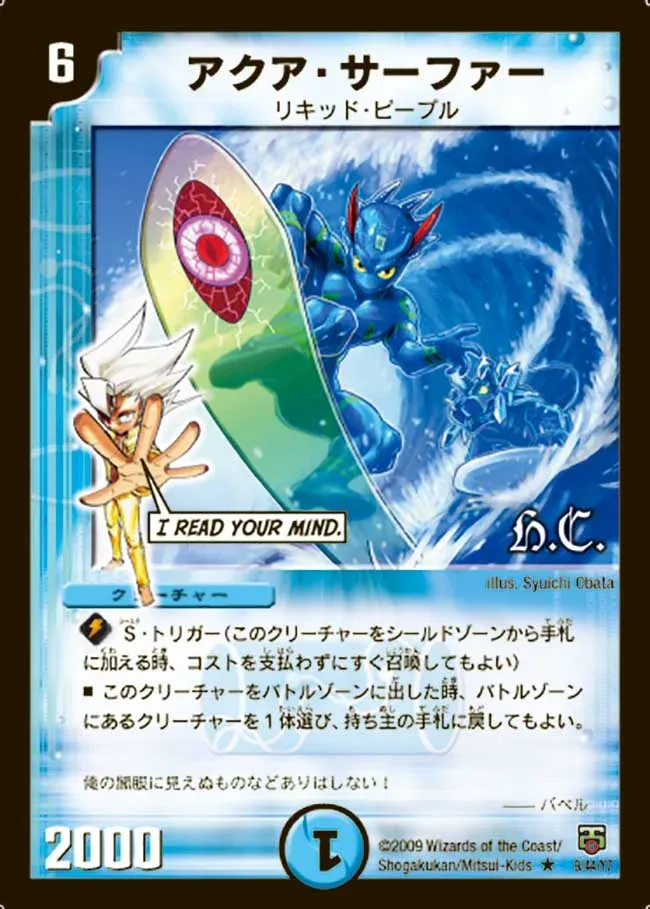 6
アクア・サーファー
リキッド・ピープル
I READ YOUR MIND.
H.C.
illus. Syuichi Obata
クリーチャー
S・トリガー(このクリーチャーをシールドゾーンから手札
に加える時、コストを支払わずにすぐ召喚してもよい)
■ このクリーチャーをバトルゾーンに出した時、バトルゾーン
にあるクリーチャーを1体選び、持ち主の手札に戻してもよい。
俺の闇眼に見えぬものなどありはしない!
—— バベル
2000
1
©2009 Wizards of the Coast/
Shogakukan/Mitsui-Kids ★ 9/44 Y7